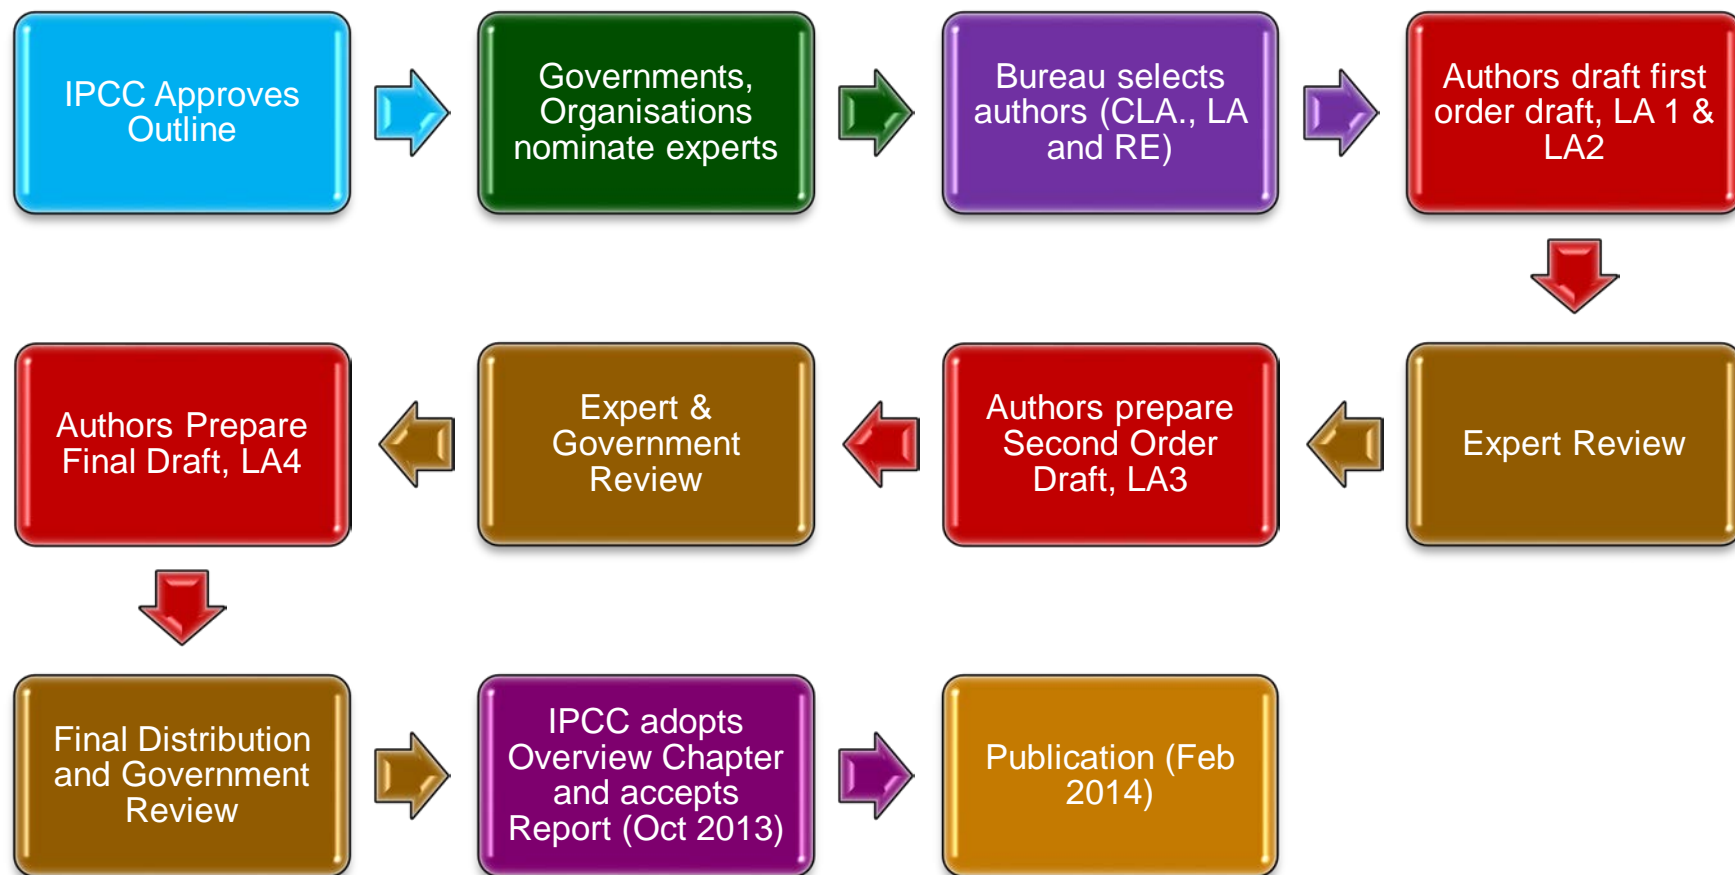 IPCC Approves
Outline
Governments,
Organisations
nominate experts
Bureau selects
authors (CLA., LA
and RE)
Authors draft first
order draft, LA 1 &
LA2
Expert Review
Authors prepare
Second Order
Draft, LA3
Expert &
Government
Review
Authors Prepare
Final Draft, LA4
Final Distribution
and Government
Review
IPCC adopts
Overview Chapter
and accepts
Report (Oct 2013)
Publication (Feb
2014)